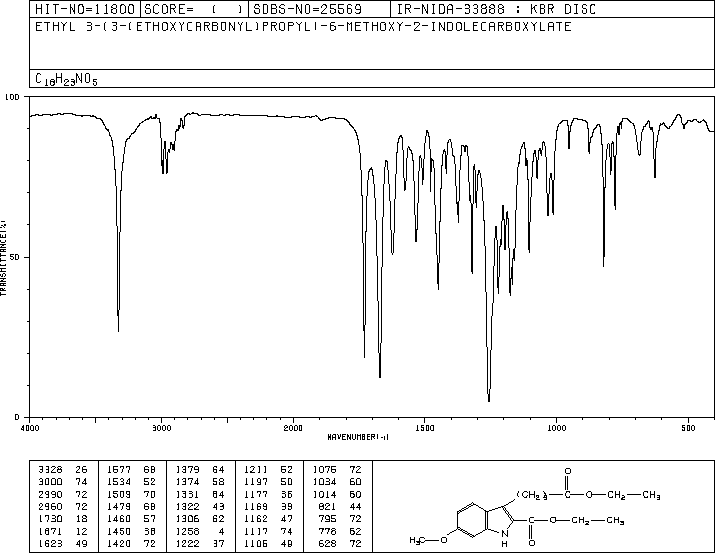 HIT-NO=11800 SCORE= ( ) SDBS-NO=25569 IR-NIDA-33888 : KBR DISC
ETHYL 3-(3-(ETHOXYCARBONYL)PROPYL)-6-METHOXY-2-INDOLECARBOXYLATE
C18H23NO5
100
50
0
TRANSMITTANCE(%)
4000 3000 2000 1500 1000 500
WAVENUMBER(-1)
3328 26 1577 68 1379 64 1211 52 1076 72
3000 74 1534 52 1374 58 1197 50 1034 60
2990 72 1509 70 1331 64 1177 36 1014 60
2960 72 1479 68 1322 43 1169 39 821 44
1730 18 1460 57 1306 62 1162 47 795 72
1671 12 1450 38 1258 4 1117 74 778 62
1623 49 1420 72 1222 37 1106 49 628 72
O
(CH2)3 C O CH2 CH3
C O CH2 CH3
CH3 O N H O